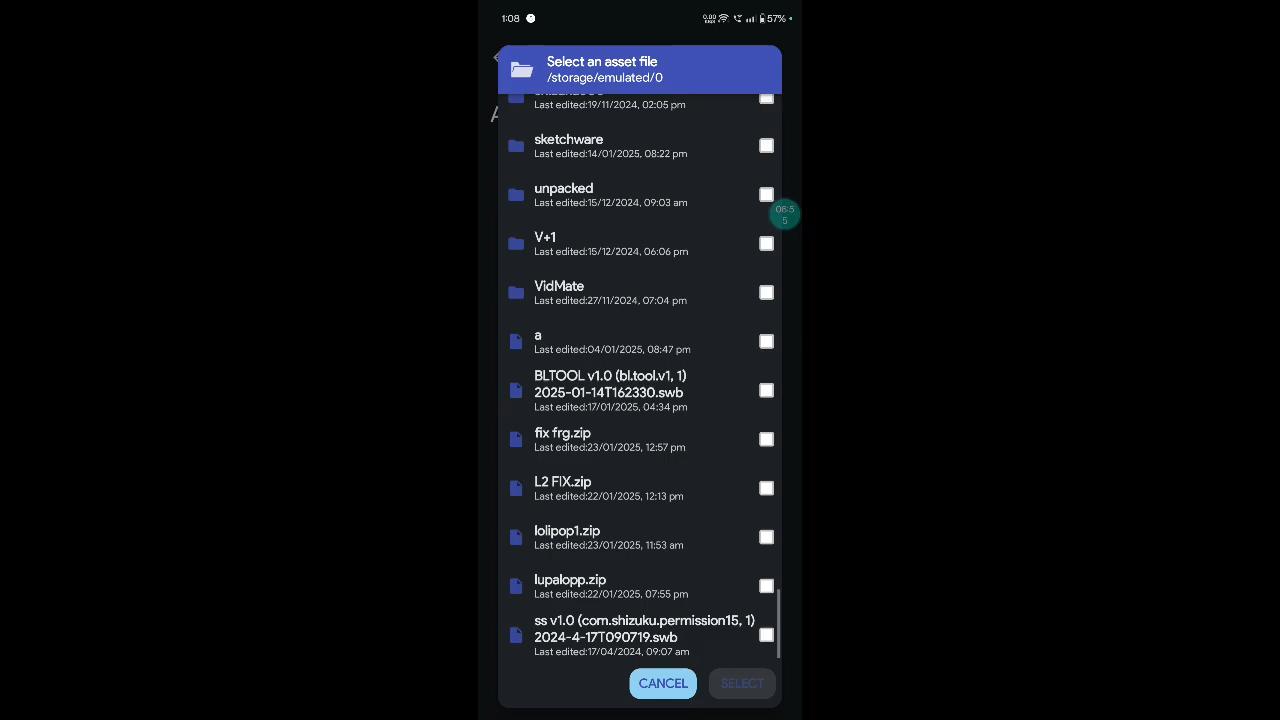 1:08
0.00
KB/S
57%
Select an asset file
/storage/emulated/0
Last edited:19/11/2024, 02:05 pm
sketchware
Last edited:14/01/2025, 08:22 pm
unpacked
Last edited:15/12/2024, 09:03 am
06:5
5
V+1
Last edited:15/12/2024, 06:06 pm
VidMate
Last edited:27/11/2024, 07:04 pm
a
Last edited:04/01/2025, 08:47 pm
BLTOOL v1.0 (bl.tool.v1, 1)
2025-01-14T162330.swb
Last edited:17/01/2025, 04:34 pm
fix frg.zip
Last edited:23/01/2025, 12:57 pm
L2 FIX.zip
Last edited:22/01/2025, 12:13 pm
lolipop1.zip
Last edited:23/01/2025, 11:53 am
lupalopp.zip
Last edited:22/01/2025, 07:55 pm
ss v1.0 (com.shizuku.permission15, 1)
2024-4-17T090719.swb
Last edited:17/04/2024, 09:07 am
CANCEL
SELECT